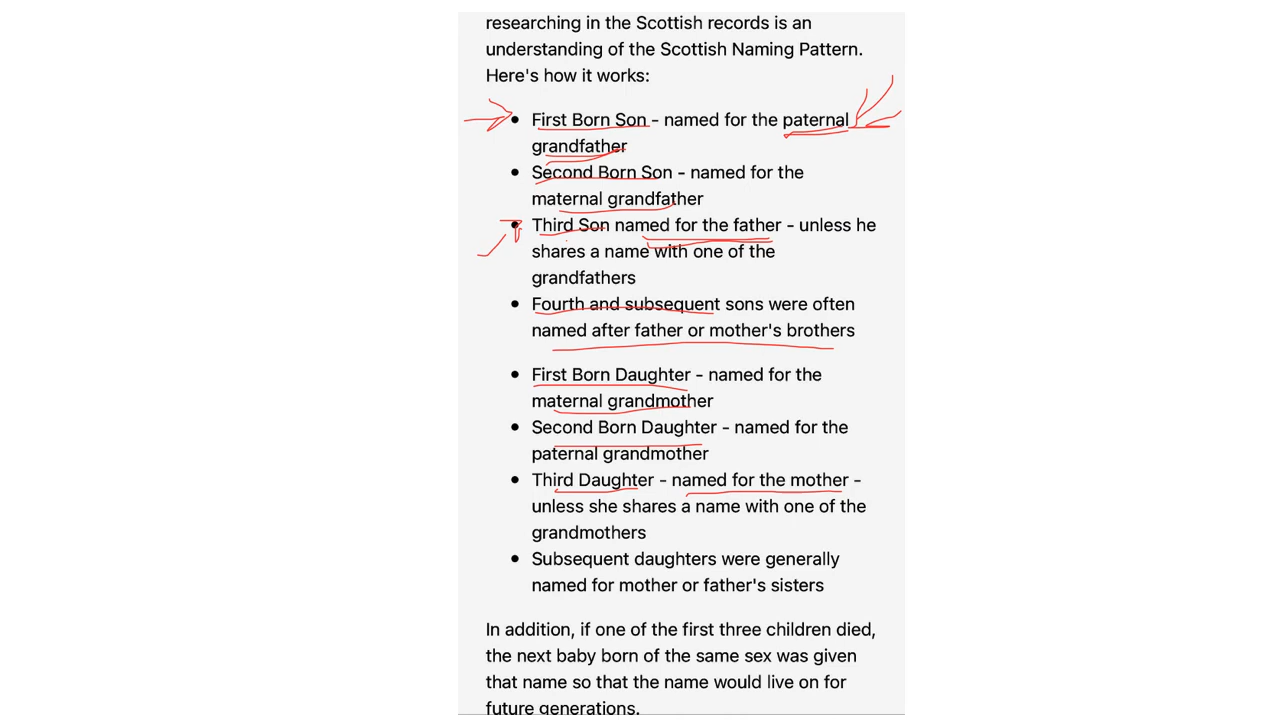 researching in the Scottish records is an
understanding of the Scottish Naming Pattern.
Here's how it works:
• First Born Son - named for the paternal
grandfather
• Second Born Son - named for the
maternal grandfather
• Third Son named for the father - unless he
shares a name with one of the
grandfathers
• Fourth and subsequent sons were often
named after father or mother's brothers
• First Born Daughter - named for the
maternal grandmother
• Second Born Daughter - named for the
paternal grandmother
• Third Daughter - named for the mother -
unless she shares a name with one of the
grandmothers
• Subsequent daughters were generally
named for mother or father's sisters
In addition, if one of the first three children died,
the next baby born of the same sex was given
that name so that the name would live on for
future generations.